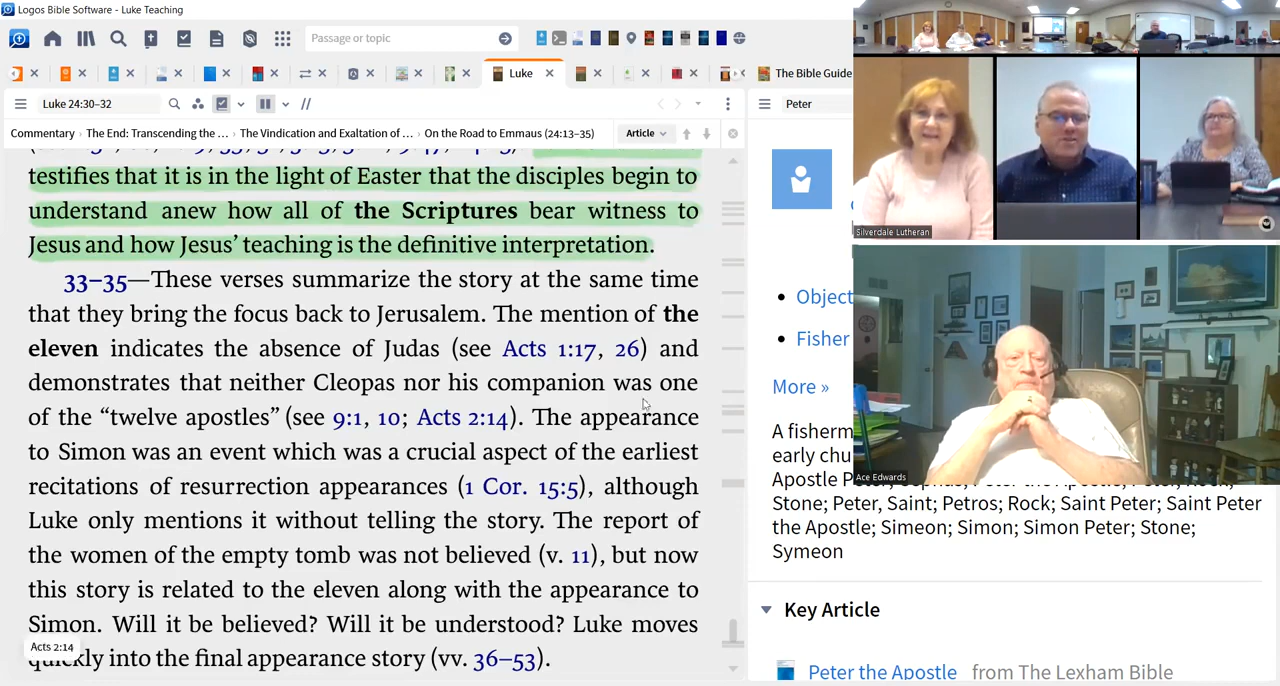 Logos Bible Software - Luke Teaching
Passage or topic
Luke
The Bible Guide
Luke 24:30–32
Peter
Commentary › The End: Transcending the ... › The Vindication and Exaltation of ... › On the Road to Emmaus (24:13–35)
Article
testifies that it is in the light of Easter that the disciples begin to
understand anew how all of the Scriptures bear witness to
Jesus and how Jesus’ teaching is the definitive interpretation.
33–35—These verses summarize the story at the same time
that they bring the focus back to Jerusalem. The mention of the
eleven indicates the absence of Judas (see Acts 1:17, 26) and
demonstrates that neither Cleopas nor his companion was one
of the “twelve apostles” (see 9:1, 10; Acts 2:14). The appearance
to Simon was an event which was a crucial aspect of the earliest
recitations of resurrection appearances (1 Cor. 15:5), although
Luke only mentions it without telling the story. The report of
the women of the empty tomb was not believed (v. 11), but now
this story is related to the eleven along with the appearance to
Simon. Will it be believed? Will it be understood? Luke moves
quickly into the final appearance story (vv. 36–53).
Acts 2:14
Object
Fisher
More »
A fisherm
early chu
Apostle
Stone; Peter, Saint; Petros; Rock; Saint Peter; Saint Peter
the Apostle; Simeon; Simon; Simon Peter; Stone;
Symeon
Key Article
Peter the Apostle from The Lexham Bible
Silverdale Lutheran
Ace Edwards